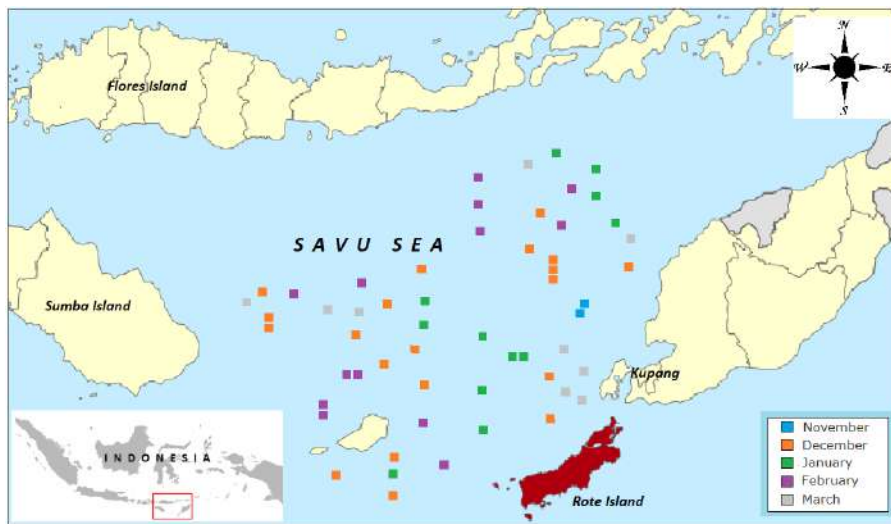 N
W E
S
Flores Island
SAVU SEA
Sumba Island
Kupang
Rote Island
INDONESIA
November
December
January
February
March